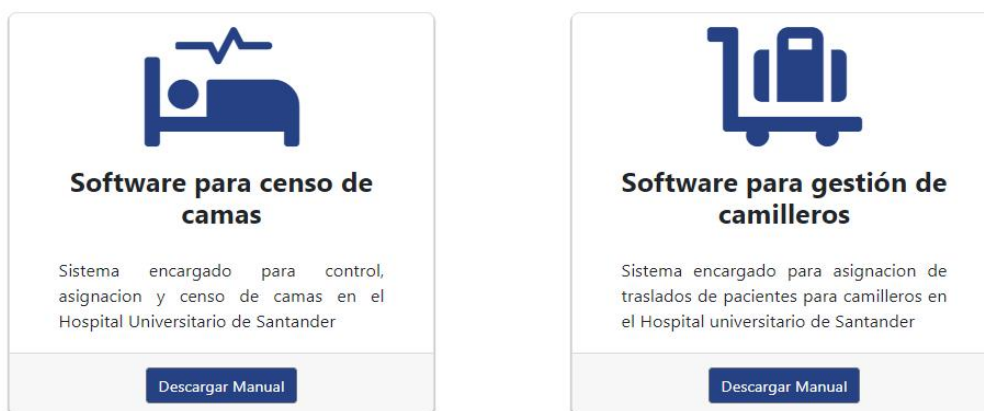 Software para censo de
camas
Sistema encargado para control,
asignacion y censo de camas en el
Hospital Universitario de Santander
Descargar Manual
Software para gestión de
camilleros
Sistema encargado para asignacion de
traslados de pacientes para camilleros en
el Hospital universitario de Santander
Descargar Manual